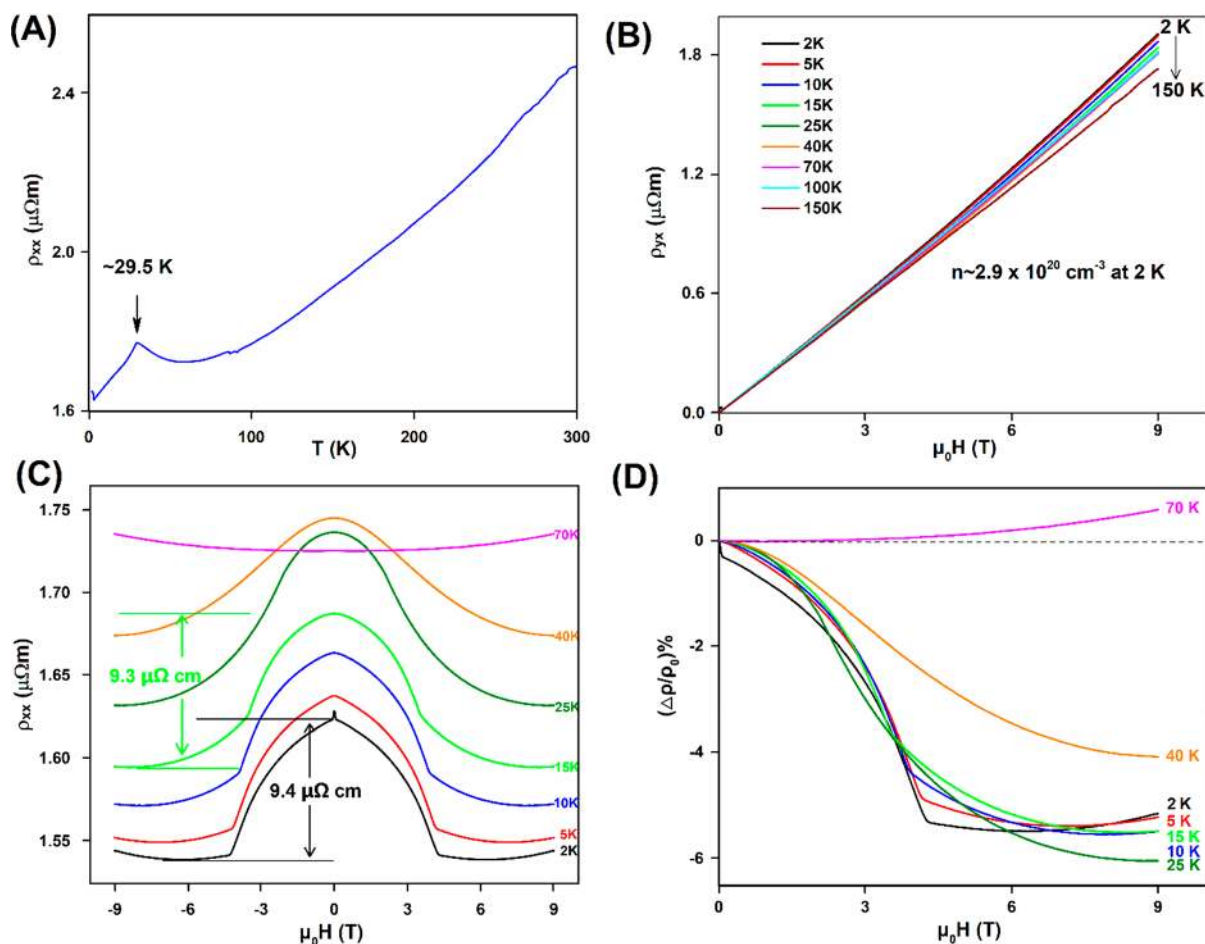 (A)
2.4
2.0
1.6
ρxx (μΩm)
~29.5 K
0
100
200
300
T (K)
(B)
1.8
1.2
0.6
0.0
ρyx (μΩm)
2K
5K
10K
15K
25K
40K
70K
100K
150K
2 K
150 K
n~2.9 x 10²⁰ cm⁻³ at 2 K
0
3
6
9
μ₀H (T)
(C)
1.75
1.70
1.65
1.60
1.55
ρxx (μΩm)
70K
40K
25K
15K
10K
5K
2K
9.3 μΩ cm
9.4 μΩ cm
-9
-6
-3
0
3
6
9
μ₀H (T)
(D)
0
-2
-4
-6
(Δρ/ρ₀)%
70 K
40 K
2 K
5 K
15 K
10 K
25 K
0
3
6
9
μ₀H (T)